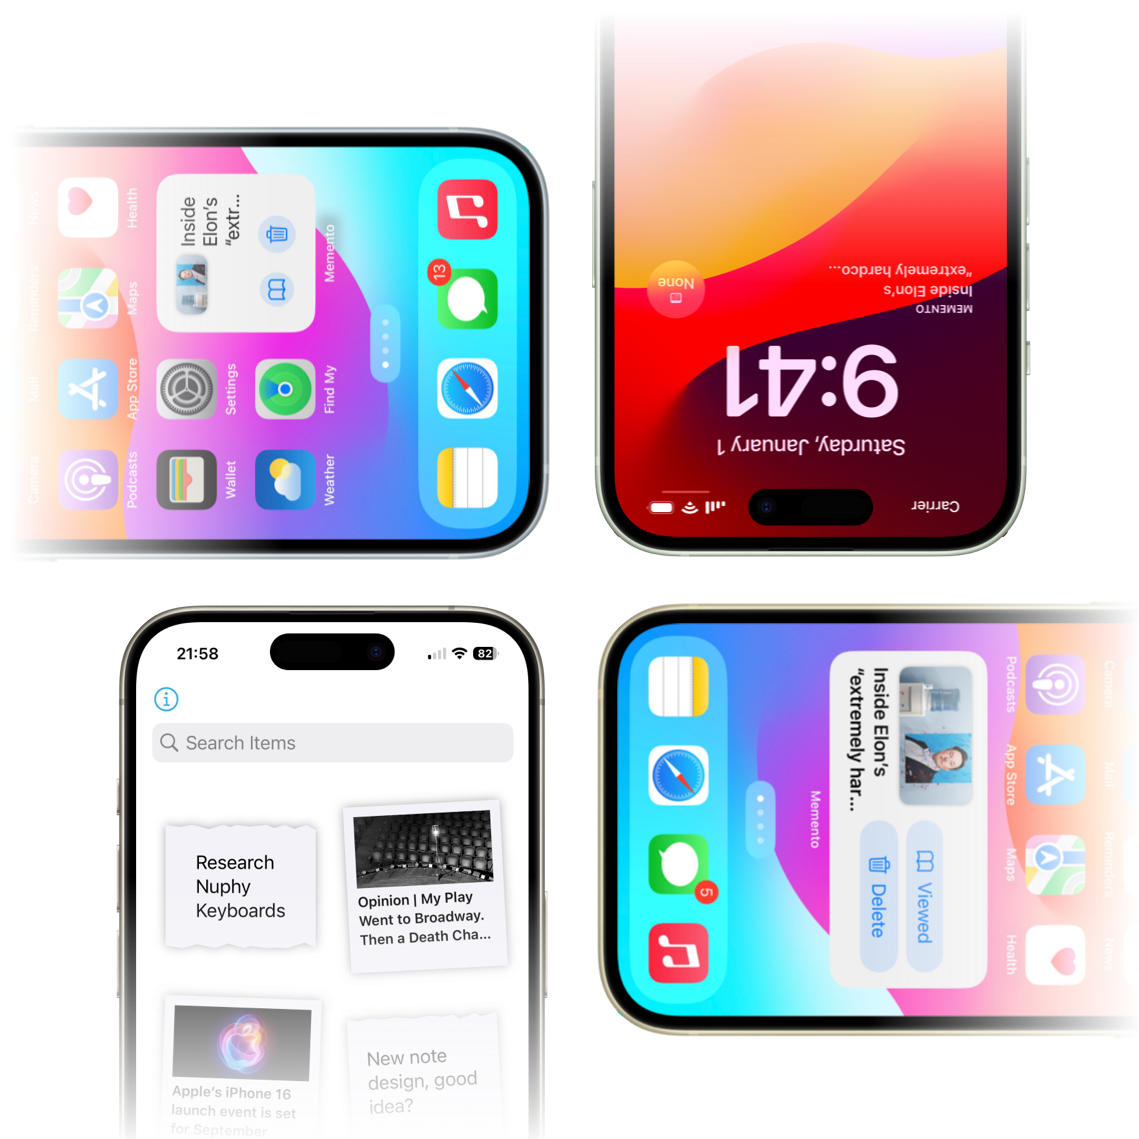 News
Health
Reminders
Maps
Mail
App Store
Camera
Podcasts
Inside
Elon's
“extr...
Memento
Settings
Find My
Wallet
Weather
13
Carrier
Saturday, January 1
9:41
MEMENTO
Inside Elon's
“extremely hardco...
None
21:58
82
Search Items
Research
Nuphy
Keyboards
Opinion | My Play
Went to Broadway.
Then a Death Cha...
Apple's iPhone 16
launch event is set
for September
New note
design, good
idea?
Camera
Mail
Reminders
News
Podcasts
App Store
Maps
Health
Inside Elon's
“extremely har...
Viewed
Delete
Memento
5